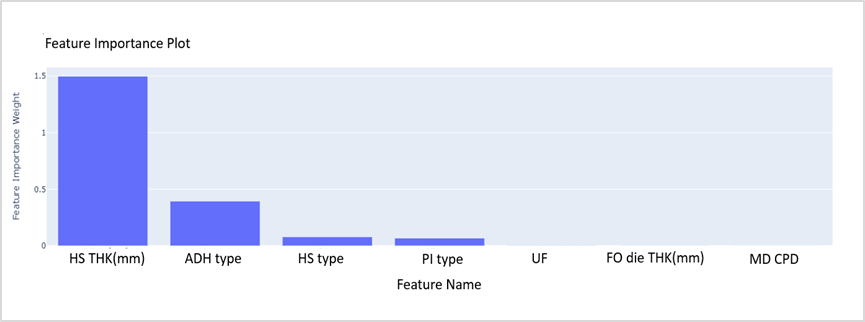 Feature Importance Plot
Feature Importance Weight
1.5
1
0.5
0
HS THK(mm) ADH type HS type PI type UF FO die THK(mm) MD CPD
Feature Name